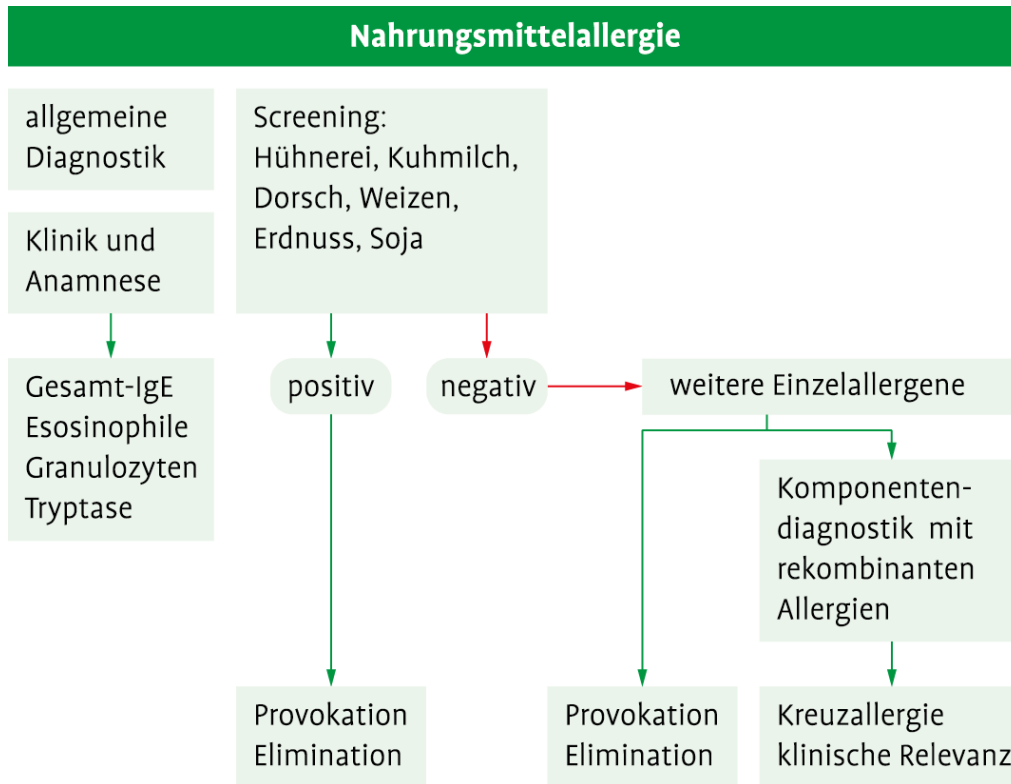 Nahrungsmittelallergie
allgemeine
Diagnostik
Klinik und
Anamnese
Gesamt-IgE
Esosinophile
Granulozyten
Tryptase
Screening:
Hühnerei, Kuhmilch,
Dorsch, Weizen,
Erdnuss, Soja
positiv
negativ
weitere Einzelallergene
Komponenten-
diagnostik mit
rekombinanten
Allergien
Provokation
Elimination
Provokation
Elimination
Kreuzallergie
klinische Relevanz